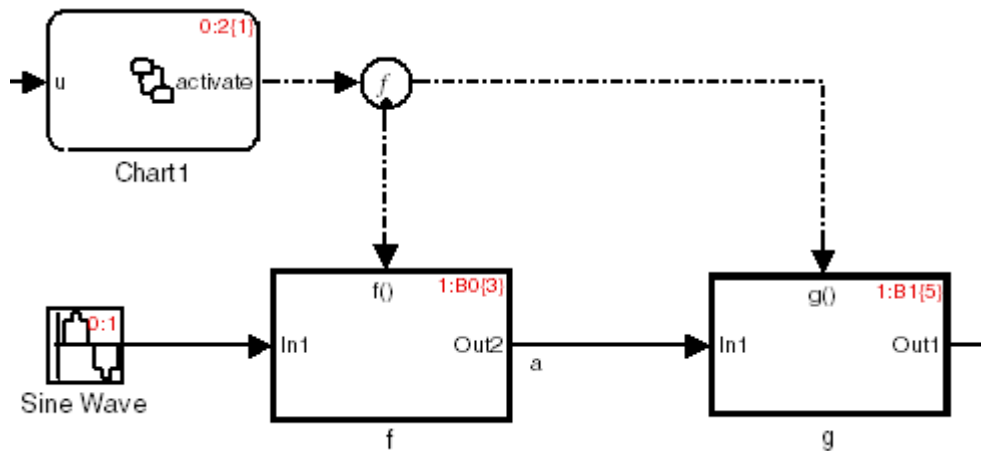 0:2{1}
u
activate
f
Chart1
f()
1:B0{3}
g()
1:B1{5}
0:1
In1
Out2
In1
Out1
a
Sine Wave
f
g